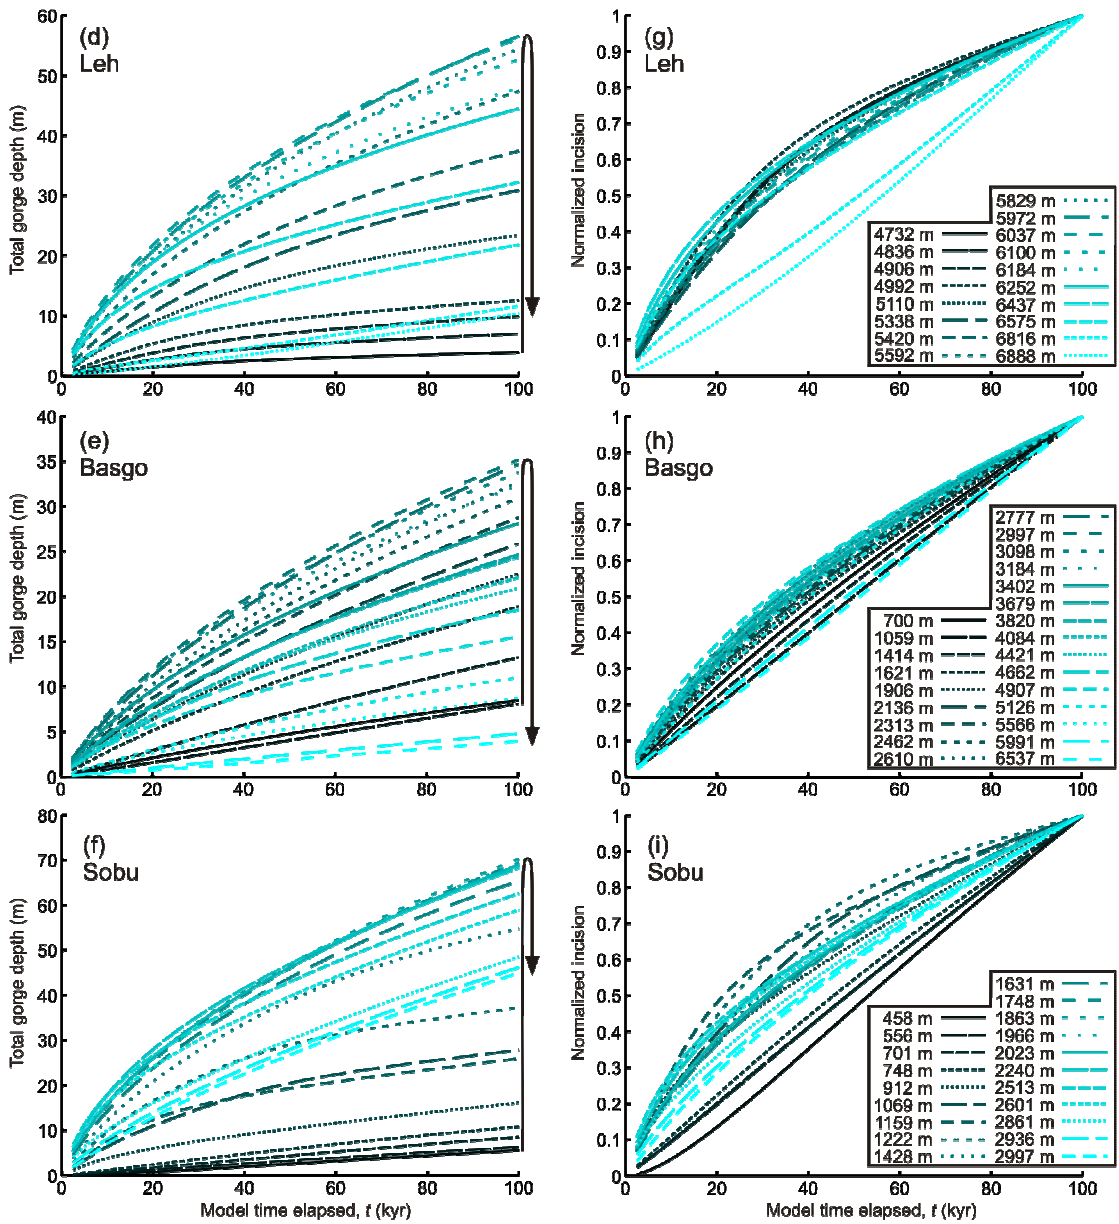 (d)
Leh
Total gorge depth (m)
60
50
40
30
20
10
0
0 20 40 60 80 100
(g)
Leh
Normalized incision
1
0.9
0.8
0.7
0.6
0.5
0.4
0.3
0.2
0.1
0
0 20 40 60 80 100
4732 m
4836 m
4906 m
4992 m
5110 m
5338 m
5420 m
5592 m
5829 m
5972 m
6037 m
6100 m
6184 m
6252 m
6437 m
6575 m
6816 m
6888 m
(e)
Basgo
Total gorge depth (m)
40
35
30
25
20
15
10
5
0
0 20 40 60 80 100
(h)
Basgo
Normalized incision
1
0.9
0.8
0.7
0.6
0.5
0.4
0.3
0.2
0.1
0
0 20 40 60 80 100
700 m
1059 m
1414 m
1621 m
1906 m
2136 m
2313 m
2462 m
2610 m
2777 m
2997 m
3098 m
3184 m
3402 m
3679 m
3820 m
4084 m
4421 m
4662 m
4907 m
5126 m
5566 m
5991 m
6537 m
(f)
Sobu
Total gorge depth (m)
80
70
60
50
40
30
20
10
0
0 20 40 60 80 100
Model time elapsed, t (kyr)
(i)
Sobu
Normalized incision
1
0.9
0.8
0.7
0.6
0.5
0.4
0.3
0.2
0.1
0
0 20 40 60 80 100
Model time elapsed, t (kyr)
458 m
556 m
701 m
748 m
912 m
1069 m
1159 m
1222 m
1428 m
1631 m
1748 m
1863 m
1966 m
2023 m
2240 m
2513 m
2601 m
2861 m
2936 m
2997 m